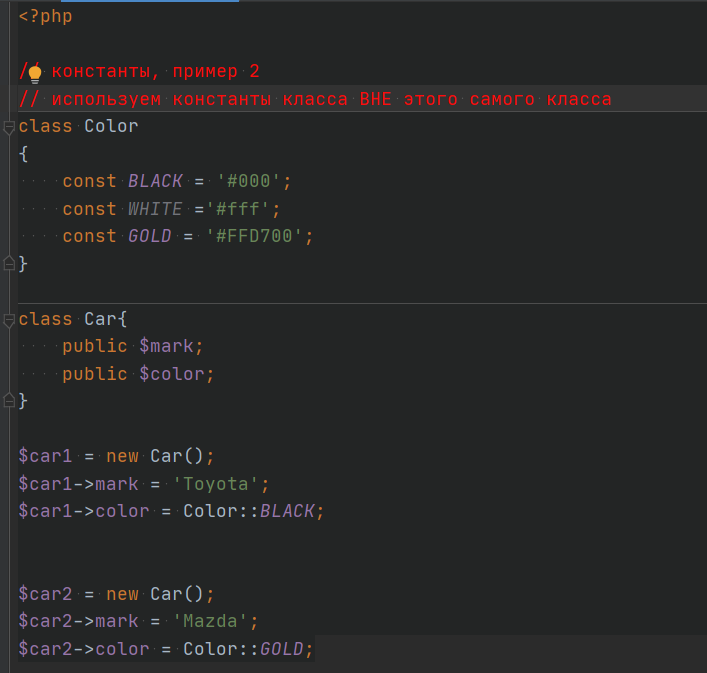 <?php
// константы, пример 2
// используем константы класса ВНЕ этого самого класса
class Color
{
    const BLACK = '#000';
    const WHITE ='#fff';
    const GOLD = '#FFD700';
}
class Car{
    public $mark;
    public $color;
}
$car1 = new Car();
$car1->mark = 'Toyota';
$car1->color = Color::BLACK;
$car2 = new Car();
$car2->mark = 'Mazda';
$car2->color = Color::GOLD;